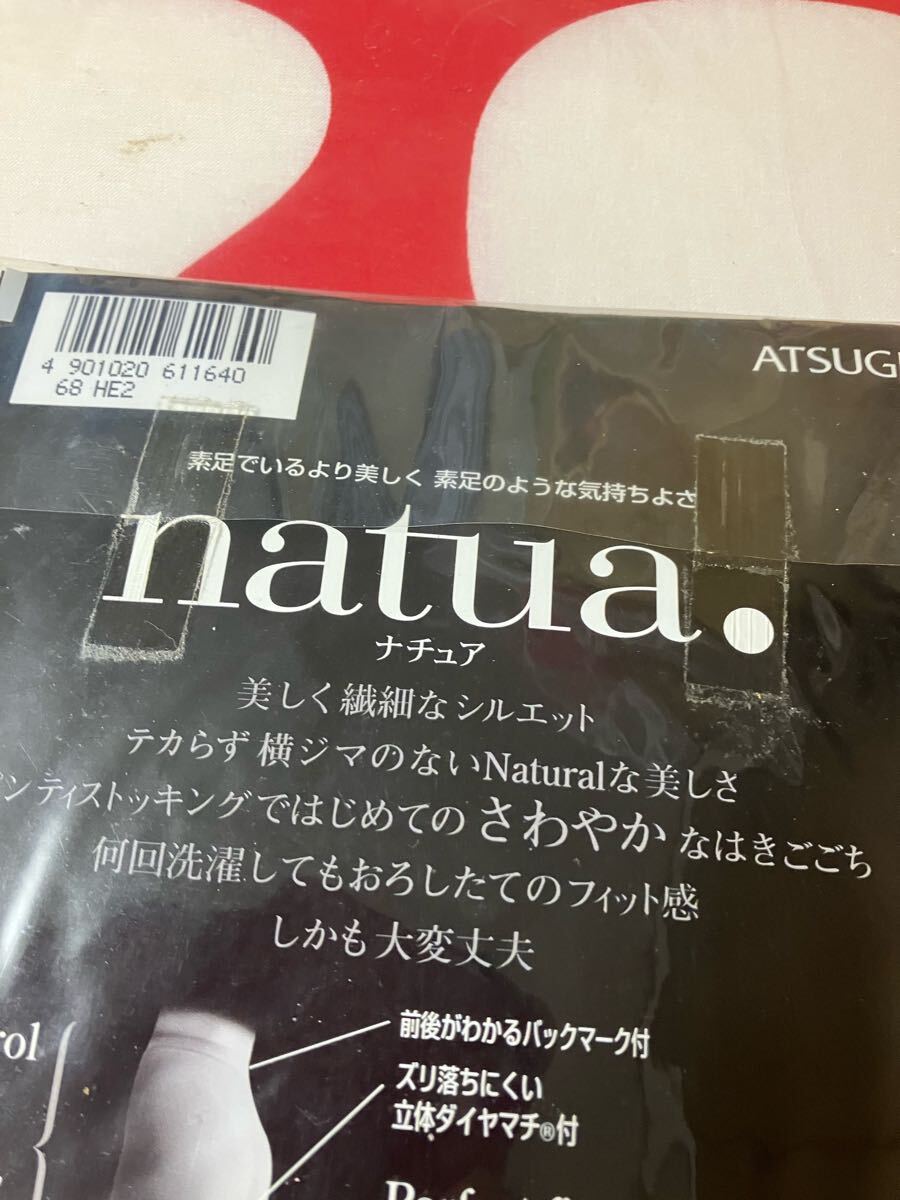 4 901020 611640
68 HE2
ATSUGI
素足でいるより美しく 素足のような気持ちよさ
natua.
ナチュア
美しく繊細なシルエット
テカらず 横ジマのないNaturalな美しさ
パンティストッキングではじめての さわやか なはきごごち
何回洗濯してもおろしたてのフィット感
しかも 大変丈夫
前後がわかるバックマーク付
ズリ落ちにくい
立体ダイヤマチ®付